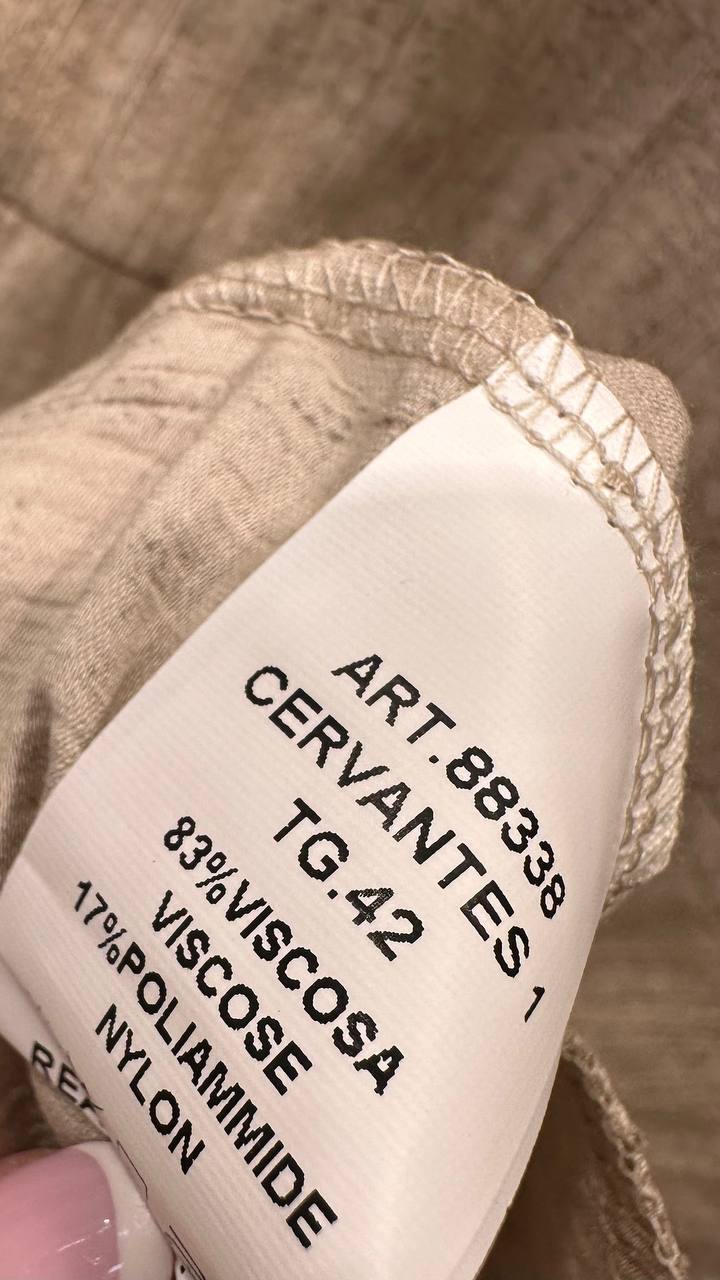 ART.88338
CERVANTES 1
TG.42
83%VISCOSA
VISCOSE
17%POLIAMMIDE
NYLON